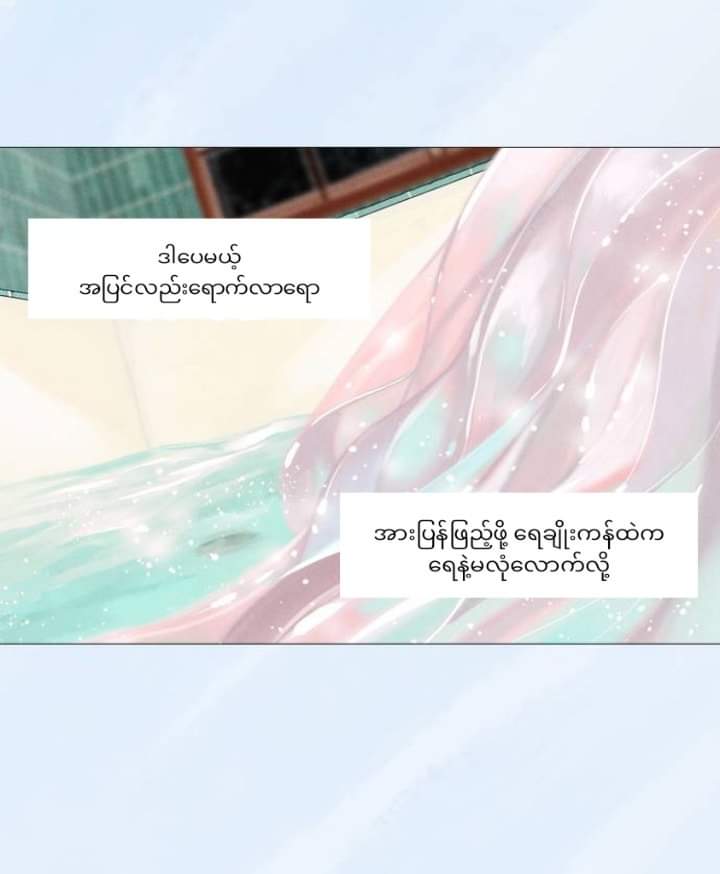 ဒါပေမယ့်
အပြင်လည်းရောက်လာရော
အားပြန်ဖြည့်ဖို့ ရေချိုးကန်ထဲက
ရေနဲ့မလုံလောက်လို့